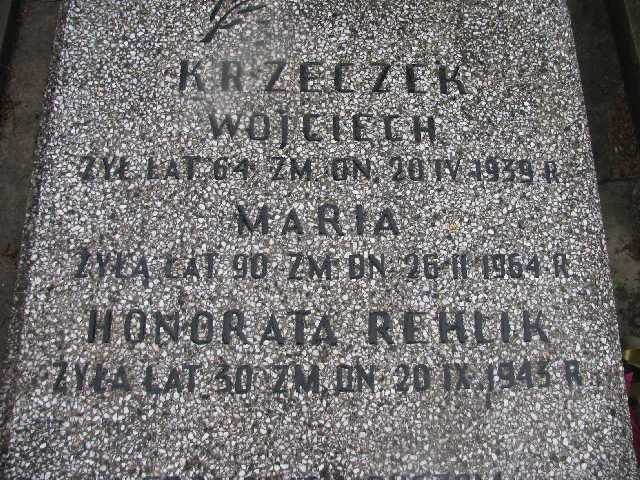 KRZECZEK
WOJCIECH
ŻYŁ LAT 64 ZM. DN. 20 IV 1939 R.
MARIA
ŻYŁA LAT 90 ZM. DN. 26 II 1964 R.
HONORATA REHLIK
ŻYŁA LAT 30 ZM. DN. 20 IX. 1943 R